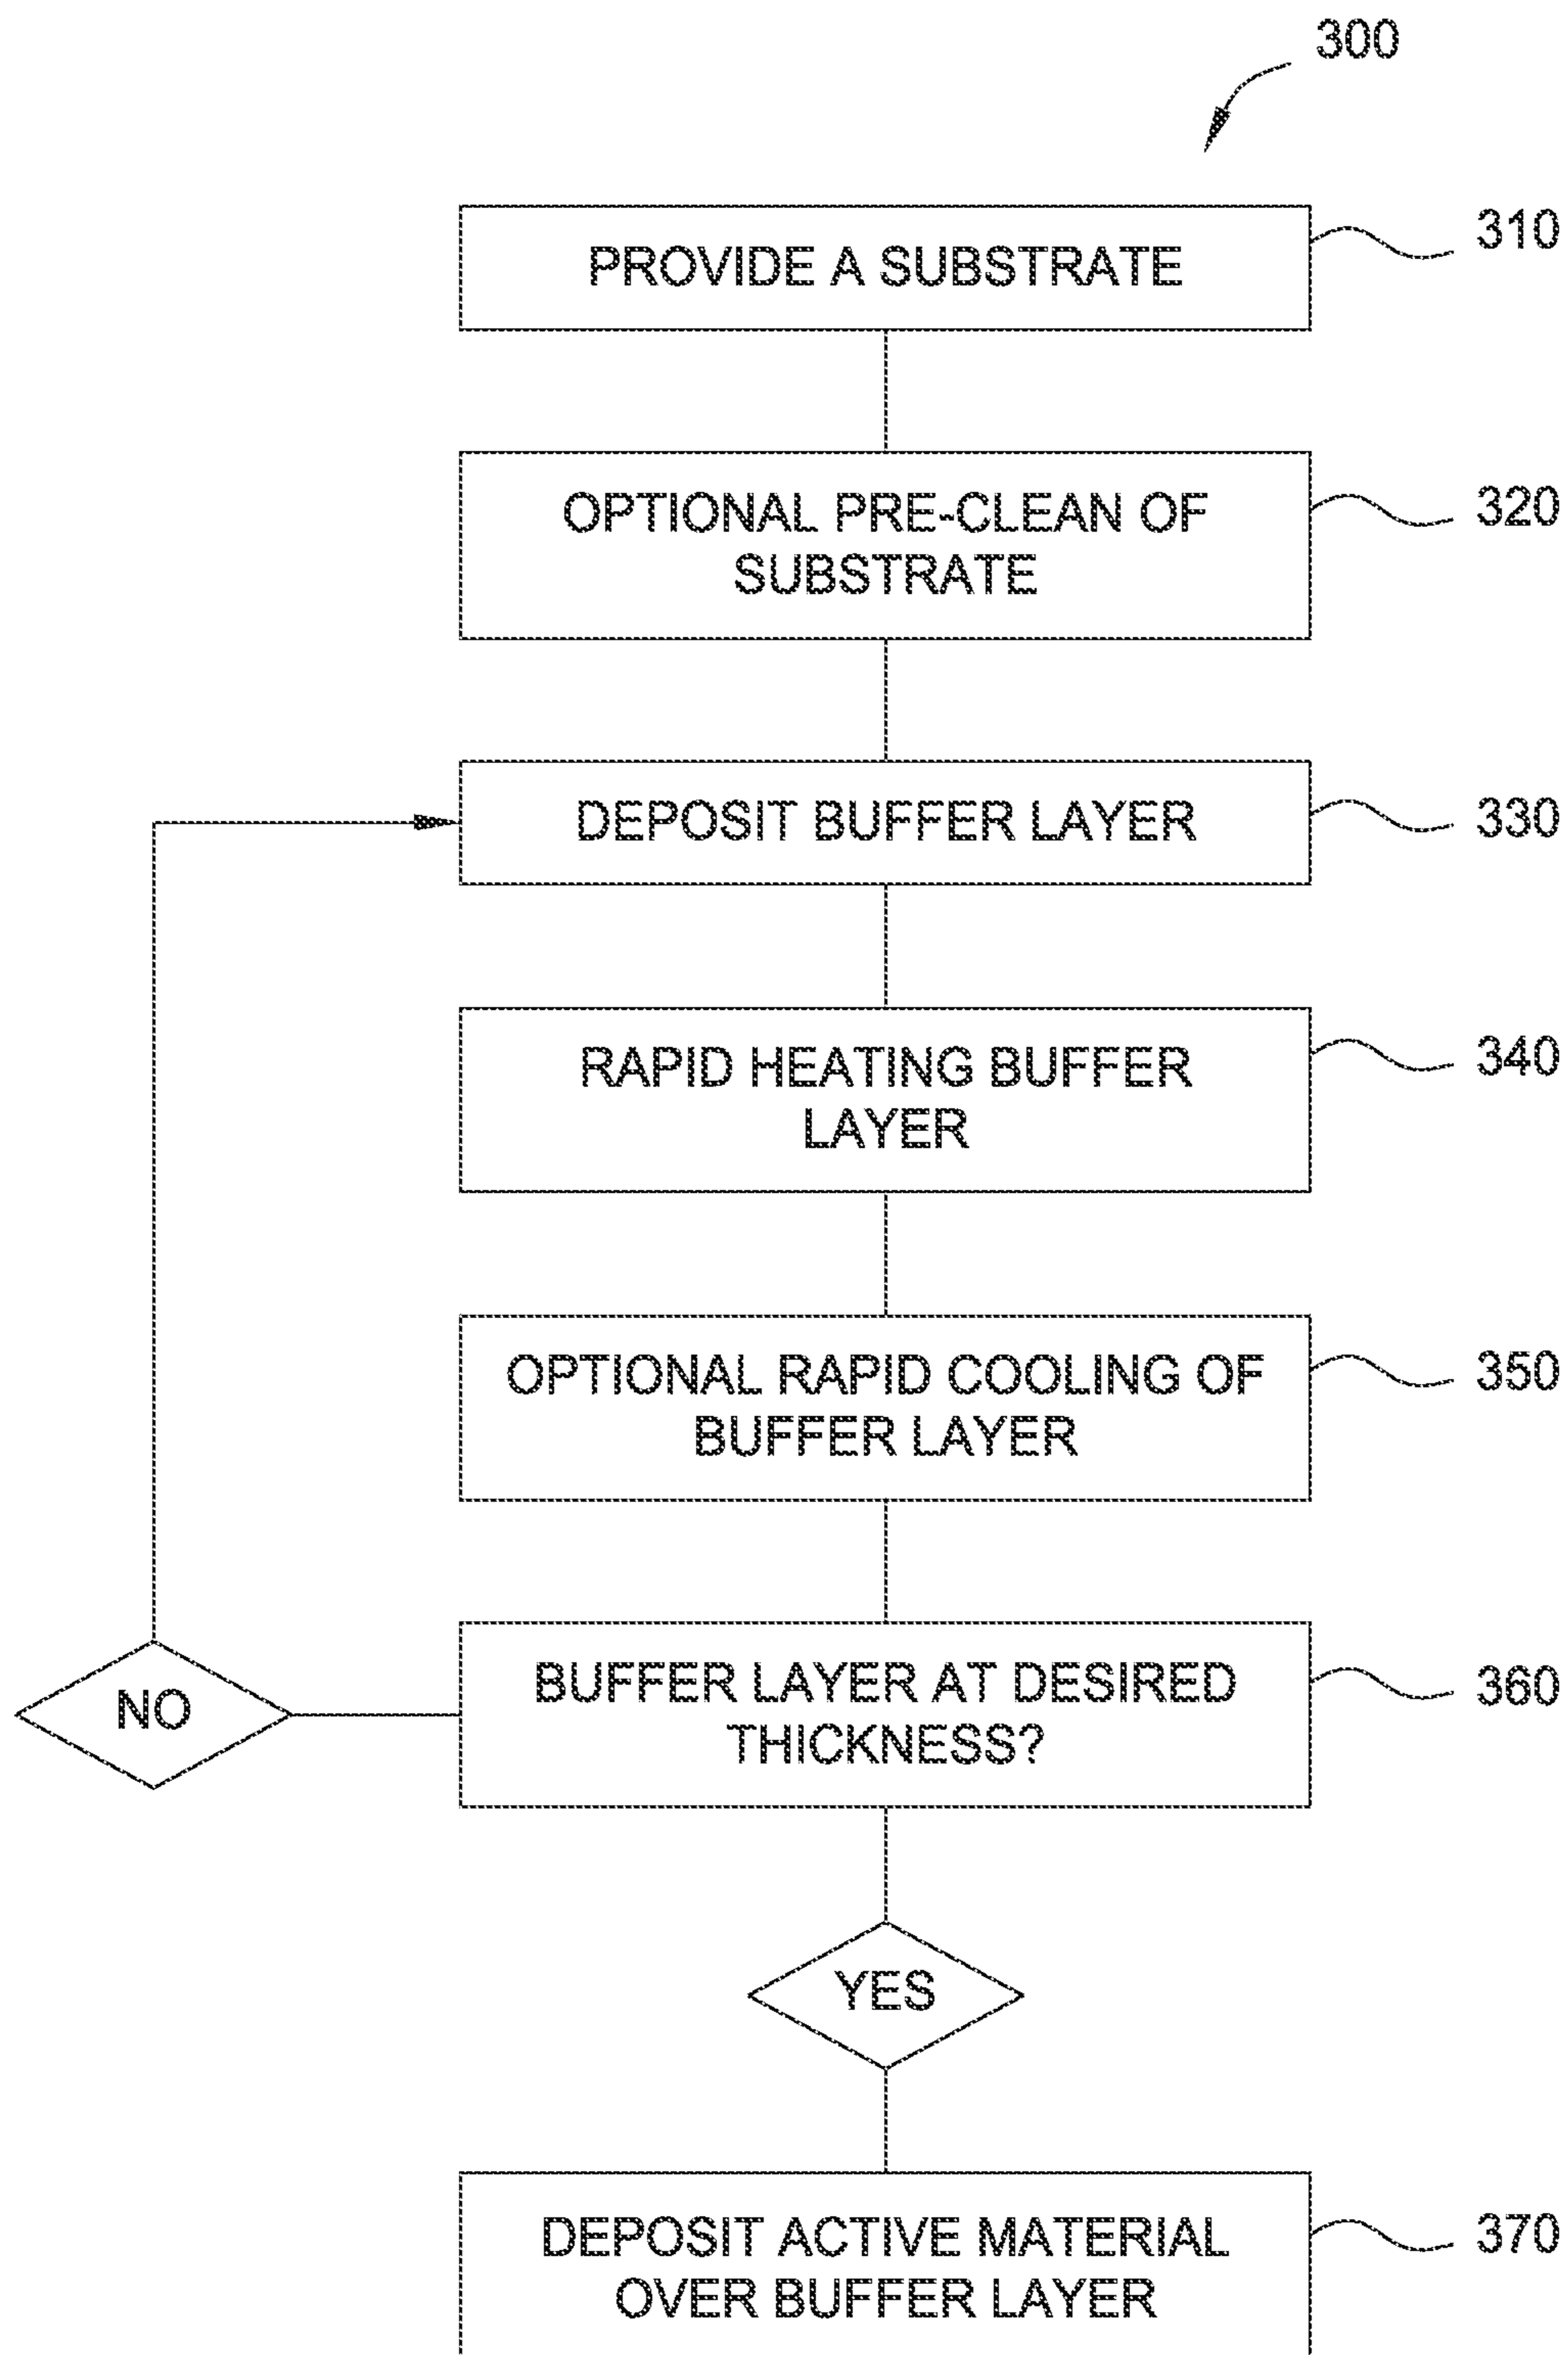 300
PROVIDE A SUBSTRATE
310
OPTIONAL PRE-CLEAN OF
SUBSTRATE
320
DEPOSIT BUFFER LAYER
330
RAPID HEATING BUFFER
LAYER
340
OPTIONAL RAPID COOLING OF
BUFFER LAYER
350
BUFFER LAYER AT DESIRED
THICKNESS?
360
NO
YES
DEPOSIT ACTIVE MATERIAL
OVER BUFFER LAYER
370